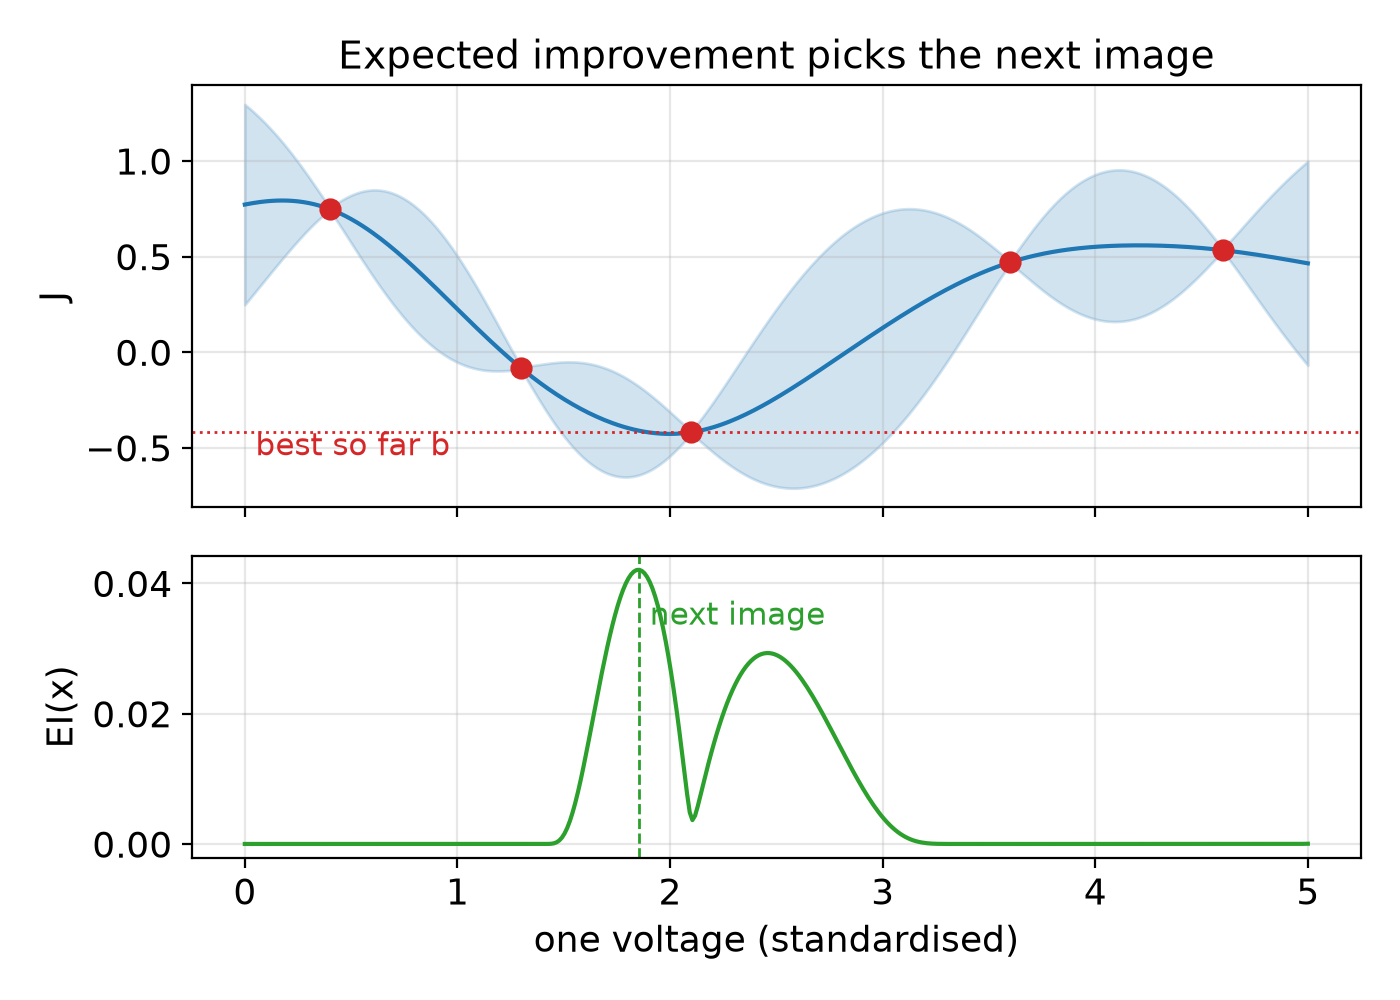 Expected improvement picks the next image
1.0
0.5
0.0
−0.5
J
best so far b
0.04
0.02
0.00
EI(x)
next image
0 1 2 3 4 5
one voltage (standardised)